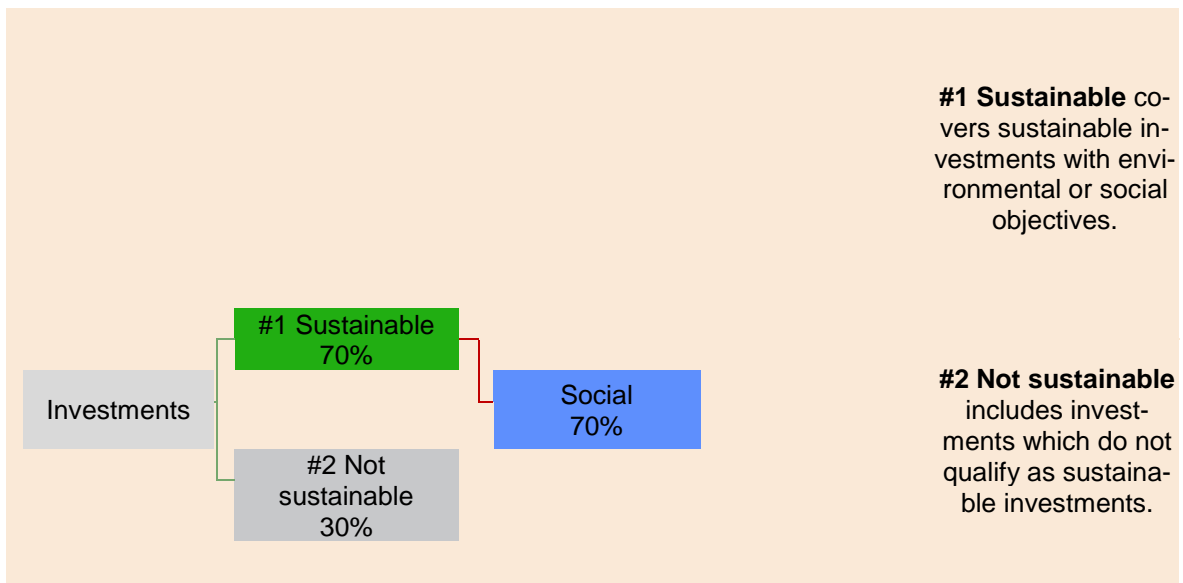 #1 Sustainable co-
vers sustainable in-
vestments with envi-
ronmental or social
objectives.
#1 Sustainable
70%
Investments
Social
70%
#2 Not
sustainable
30%
#2 Not sustainable
includes invest-
ments which do not
qualify as sustaina-
ble investments.